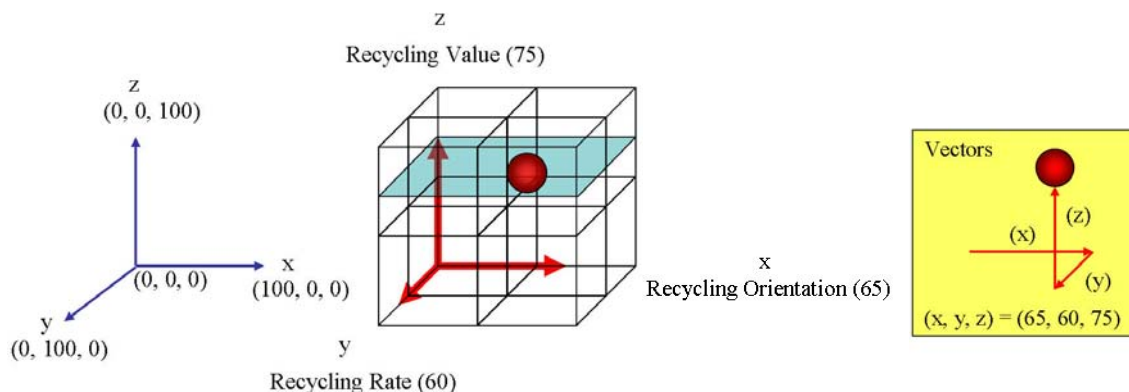 z
Recycling Value (75)
z
(0, 0, 100)
(0, 0, 0)
x
(100, 0, 0)
y
(0, 100, 0)
x
Recycling Orientation (65)
y
Recycling Rate (60)
Vectors
(z)
(x)
(y)
(x, y, z) = (65, 60, 75)